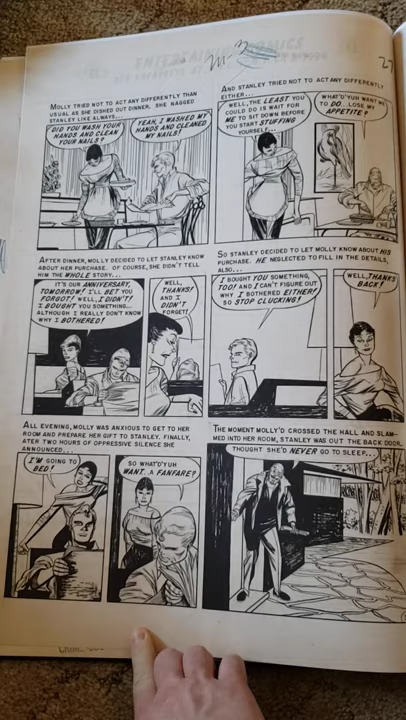 ENTERTAINING COMICS
27
MOLLY TRIED NOT TO ACT ANY DIFFERENTLY THAN
USUAL AS SHE DISHED OUT DINNER. SHE NAGGED
STANLEY LIKE ALWAYS...
DID YOU WASH YOUR
HANDS AND CLEAN
YOUR NAILS?
YEAH, I WASHED MY
HANDS AND CLEANED
MY NAILS!
AND STANLEY TRIED NOT TO ACT ANY DIFFERENTLY
EITHER...
WELL, THE LEAST YOU
COULD DO IS WAIT FOR
ME TO SIT DOWN BEFORE
YOU START STUFFING
YOURSELF...
WHAT'D'YUH WANT ME
TO DO... LOSE MY
APPETITE?
AFTER DINNER, MOLLY DECIDED TO LET STANLEY KNOW
ABOUT HER PURCHASE. OF COURSE, SHE DIDN'T TELL
HIM THE WHOLE STORY...
IT'S OUR ANNIVERSARY,
TOMORROW! I'LL BET YOU
FORGOT! WELL, I DIDN'T!
I BOUGHT YOU SOMETHING...
ALTHOUGH I REALLY DON'T KNOW
WHY I BOTHERED!
WELL,
THANKS!
AND I
DIDN'T
FORGET!
SO STANLEY DECIDED TO LET MOLLY KNOW ABOUT HIS
PURCHASE. HE NEGLECTED TO FILL IN THE DETAILS,
ALSO...
I BOUGHT YOU SOMETHING,
TOO! AND I CAN'T FIGURE OUT
WHY I BOTHERED EITHER!
SO STOP CLUCKING!
WELL, THANKS
BACK!
ALL EVENING, MOLLY WAS ANXIOUS TO GET TO HER
ROOM AND PREPARE HER GIFT TO STANLEY. FINALLY,
ATER TWO HOURS OF OPPRESSIVE SILENCE SHE
ANNOUNCED...
I'M GOING TO
BED!
SO WHAT'D'YUH
WANT... A FANFARE?
THE MOMENT MOLLY'D CROSSED THE HALL AND SLAM-
MED INTO HER ROOM, STANLEY WAS OUT THE BACK DOOR...
THOUGHT SHE'D NEVER GO TO SLEEP...